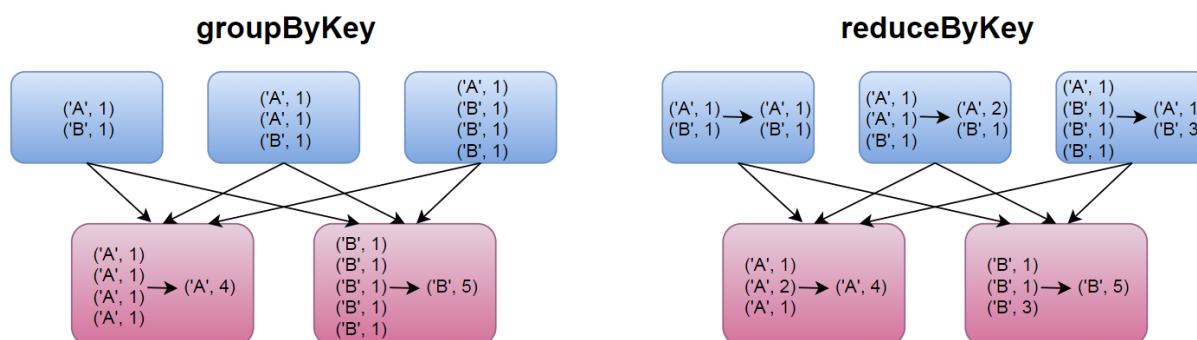 groupByKey
('A', 1)
('B', 1)
('A', 1)
('A', 1)
('B', 1)
('A', 1)
('B', 1)
('B', 1)
('B', 1)
('A', 1)
('A', 1)
('A', 1)
('A', 1)
('A', 4)
('B', 1)
('B', 1)
('B', 1)
('B', 1)
('B', 1)
('B', 5)
reduceByKey
('A', 1)
('B', 1)
('A', 1)
('B', 1)
('A', 1)
('A', 1)
('B', 1)
('A', 2)
('B', 1)
('A', 1)
('B', 1)
('B', 1)
('B', 1)
('A', 1
('B', 3
('A', 1)
('A', 2)
('A', 1)
('A', 4)
('B', 1)
('B', 1)
('B', 3)
('B', 5)